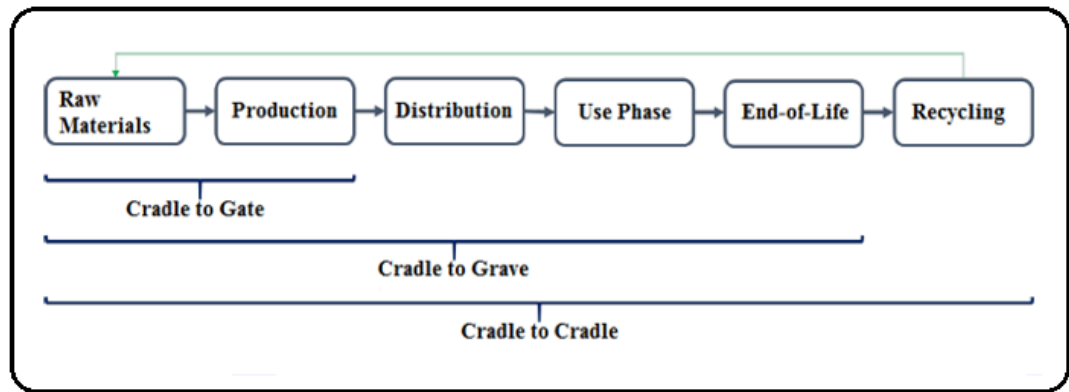 Raw
Materials
Production
Distribution
Use Phase
End-of-Life
Recycling
Cradle to Gate
Cradle to Grave
Cradle to Cradle